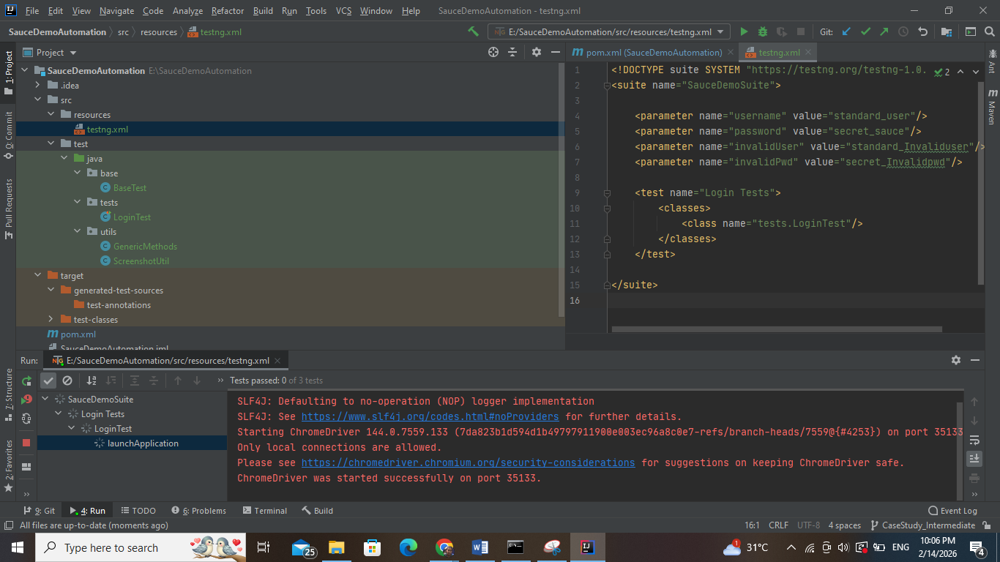 File Edit View Navigate Code Analyze Refactor Build Run Tools VCS Window Help SauceDemoAutomation - testng.xml
SauceDemoAutomation src resources testng.xml
E:/SauceDemoAutomation/src/resources/testng.xml
Git:
Project
pom.xml (SauceDemoAutomation)
testng.xml
1: Project
0: Commit
Pull Requests
7: Structure
2: Favorites
Ant
Maven
SauceDemoAutomation E:\SauceDemoAutomation
.idea
src
resources
testng.xml
test
java
base
BaseTest
tests
LoginTest
utils
GenericMethods
ScreenshotUtil
target
generated-test-sources
test-annotations
test-classes
pom.xml
SauceDemoAutomation.iml
2
1 <!DOCTYPE suite SYSTEM "https://testng.org/testng-1.0.
2 <suite name="SauceDemoSuite">
3
4 <parameter name="username" value="standard_user"/>
5 <parameter name="password" value="secret_sauce"/>
6 <parameter name="invalidUser" value="standard_Invaliduser"/>
7 <parameter name="invalidPwd" value="secret_Invalidpwd"/>
8
9 <test name="Login Tests">
10 <classes>
11 <class name="tests.LoginTest"/>
12 </classes>
13 </test>
14
15 </suite>
16
Run: E:/SauceDemoAutomation/src/resources/testng.xml
Tests passed: 0 of 3 tests
SauceDemoSuite
Login Tests
LoginTest
launchApplication
SLF4J: Defaulting to no-operation (NOP) logger implementation
SLF4J: See https://www.slf4j.org/codes.html#noProviders for further details.
Starting ChromeDriver 144.0.7559.133 (7da823b1d594d1b49797911900e003ec96a8c0e7-refs/branch-heads/7559@{#4253}) on port 35133
Only local connections are allowed.
Please see https://chromedriver.chromium.org/security-considerations for suggestions on keeping ChromeDriver safe.
ChromeDriver was started successfully on port 35133.
9: Git 4: Run TODO 6: Problems Terminal Build Event Log
All files are up-to-date (moments ago) 16:1 CRLF UTF-8 4 spaces CaseStudy_Intermediate
Type here to search
25
1
31°C
ENG
10:06 PM
2/14/2026
4